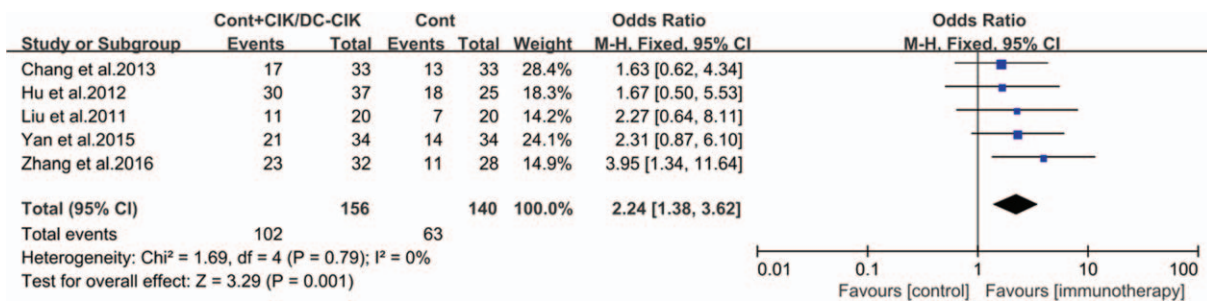 Cont+CIK/DC-CIK Cont Odds Ratio Odds Ratio
Study or Subgroup Events Total Events Total Weight M-H, Fixed, 95% CI M-H, Fixed, 95% CI
Chang et al.2013 17 33 13 33 28.4% 1.63 [0.62, 4.34]
Hu et al.2012 30 37 18 25 18.3% 1.67 [0.50, 5.53]
Liu et al.2011 11 20 7 20 14.2% 2.27 [0.64, 8.11]
Yan et al.2015 21 34 14 34 24.1% 2.31 [0.87, 6.10]
Zhang et al.2016 23 32 11 28 14.9% 3.95 [1.34, 11.64]
Total (95% CI) 156 140 100.0% 2.24 [1.38, 3.62]
Total events 102 63
Heterogeneity: Chi² = 1.69, df = 4 (P = 0.79); I² = 0%
Test for overall effect: Z = 3.29 (P = 0.001)
0.01 0.1 1 10 100
Favours [control] Favours [immunotherapy]